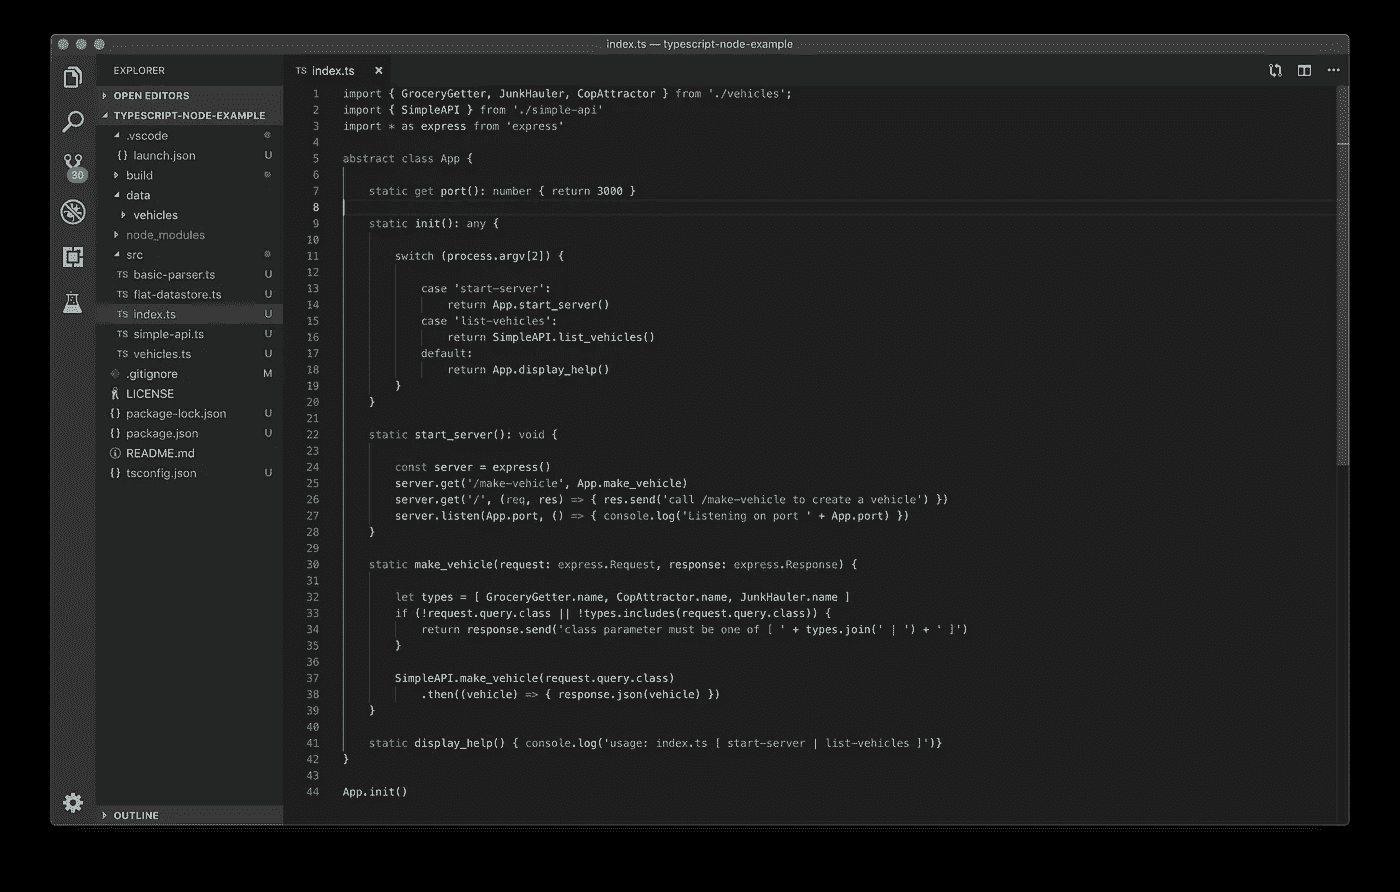 index.ts — typescript-node-example
EXPLORER
OPEN EDITORS
TYPESCRIPT-NODE-EXAMPLE
.vscode
{} launch.json U
build
data
vehicles
node_modules
src
TS basic-parser.ts U
TS flat-datastore.ts U
TS index.ts U
TS simple-api.ts U
TS vehicles.ts U
.gitignore M
LICENSE
{} package-lock.json U
{} package.json U
README.md
{} tsconfig.json U
OUTLINE
30
TS index.ts ×
1 import { GroceryGetter, JunkHauler, CopAttractor } from './vehicles';
2 import { SimpleAPI } from './simple-api'
3 import * as express from 'express'
4
5 abstract class App {
6
7 static get port(): number { return 3000 }
8
9 static init(): any {
10
11 switch (process.argv[2]) {
12
13 case 'start-server':
14 return App.start_server()
15 case 'list-vehicles':
16 return SimpleAPI.list_vehicles()
17 default:
18 return App.display_help()
19 }
20 }
21
22 static start_server(): void {
23
24 const server = express()
25 server.get('/make-vehicle', App.make_vehicle)
26 server.get('/', (req, res) => { res.send('call /make-vehicle to create a vehicle') })
27 server.listen(App.port, () => { console.log('Listening on port ' + App.port) })
28 }
29
30 static make_vehicle(request: express.Request, response: express.Response) {
31
32 let types = [ GroceryGetter.name, CopAttractor.name, JunkHauler.name ]
33 if (!request.query.class || !types.includes(request.query.class)) {
34 return response.send('class parameter must be one of [ ' + types.join(' | ') + ' ]')
35 }
36
37 SimpleAPI.make_vehicle(request.query.class)
38 .then((vehicle) => { response.json(vehicle) })
39 }
40
41 static display_help() { console.log('usage: index.ts [ start-server | list-vehicles ]')}
42 }
43
44 App.init()